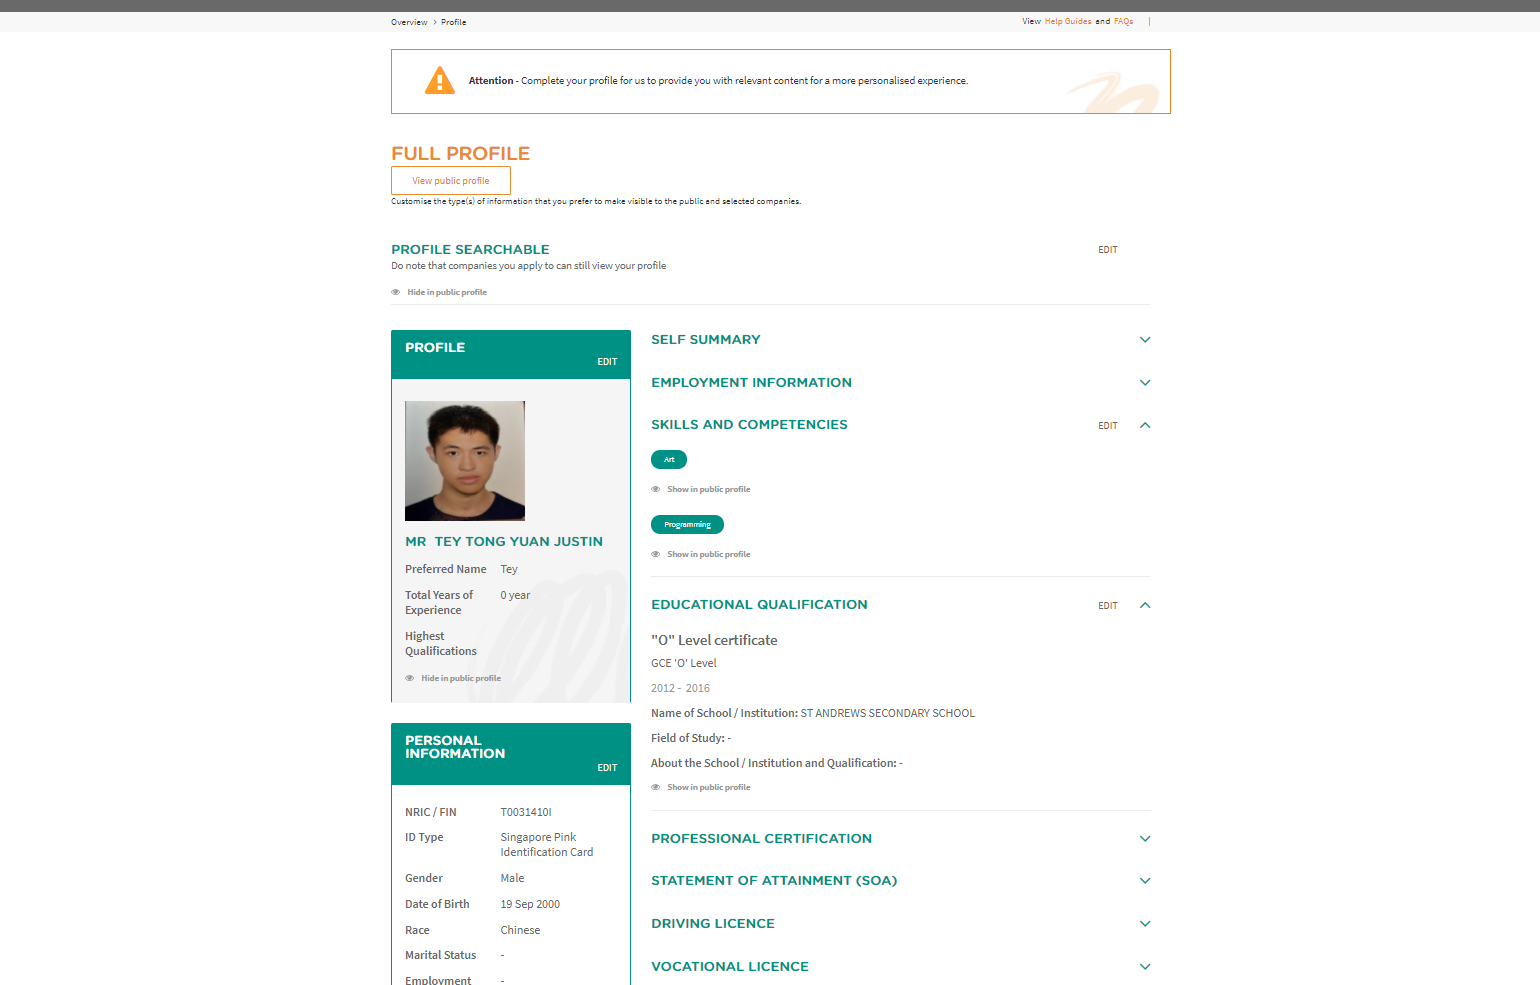 Overview > Profile
View Help Guides and FAQs |
Attention - Complete your profile for us to provide you with relevant content for a more personalised experience.
FULL PROFILE
View public profile
Customise the type(s) of information that you prefer to make visible to the public and selected companies.
PROFILE SEARCHABLE
EDIT
Do note that companies you apply to can still view your profile
Hide in public profile
PROFILE
EDIT
MR TEY TONG YUAN JUSTIN
Preferred Name Tey
Total Years of Experience 0 year
Highest Qualifications
Hide in public profile
PERSONAL
INFORMATION
EDIT
NRIC / FIN T0031410I
ID Type Singapore Pink
Identification Card
Gender Male
Date of Birth 19 Sep 2000
Race Chinese
Marital Status -
Employment -
SELF SUMMARY
EMPLOYMENT INFORMATION
SKILLS AND COMPETENCIES
EDIT
Art
Show in public profile
Programming
Show in public profile
EDUCATIONAL QUALIFICATION
EDIT
"O" Level certificate
GCE 'O' Level
2012 - 2016
Name of School / Institution: ST ANDREWS SECONDARY SCHOOL
Field of Study: -
About the School / Institution and Qualification: -
Show in public profile
PROFESSIONAL CERTIFICATION
STATEMENT OF ATTAINMENT (SOA)
DRIVING LICENCE
VOCATIONAL LICENCE